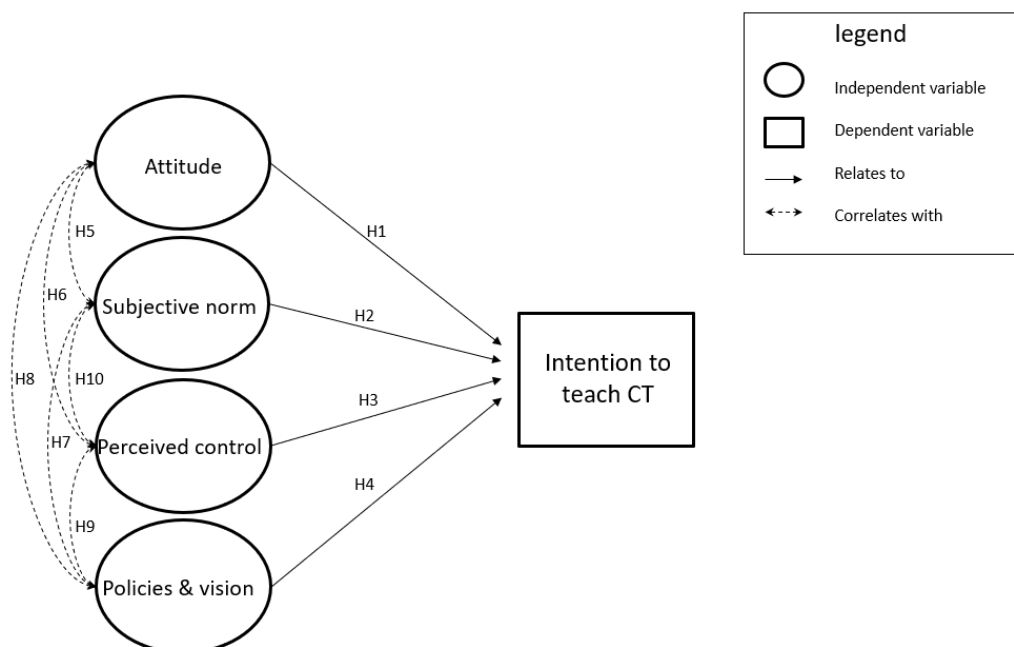 legend
Independent variable
Dependent variable
Relates to
Correlates with
Attitude
H1
H5
Subjective norm
H6
H2
Intention to
teach CT
H8
H10
H3
Perceived control
H7
H4
H9
Policies & vision